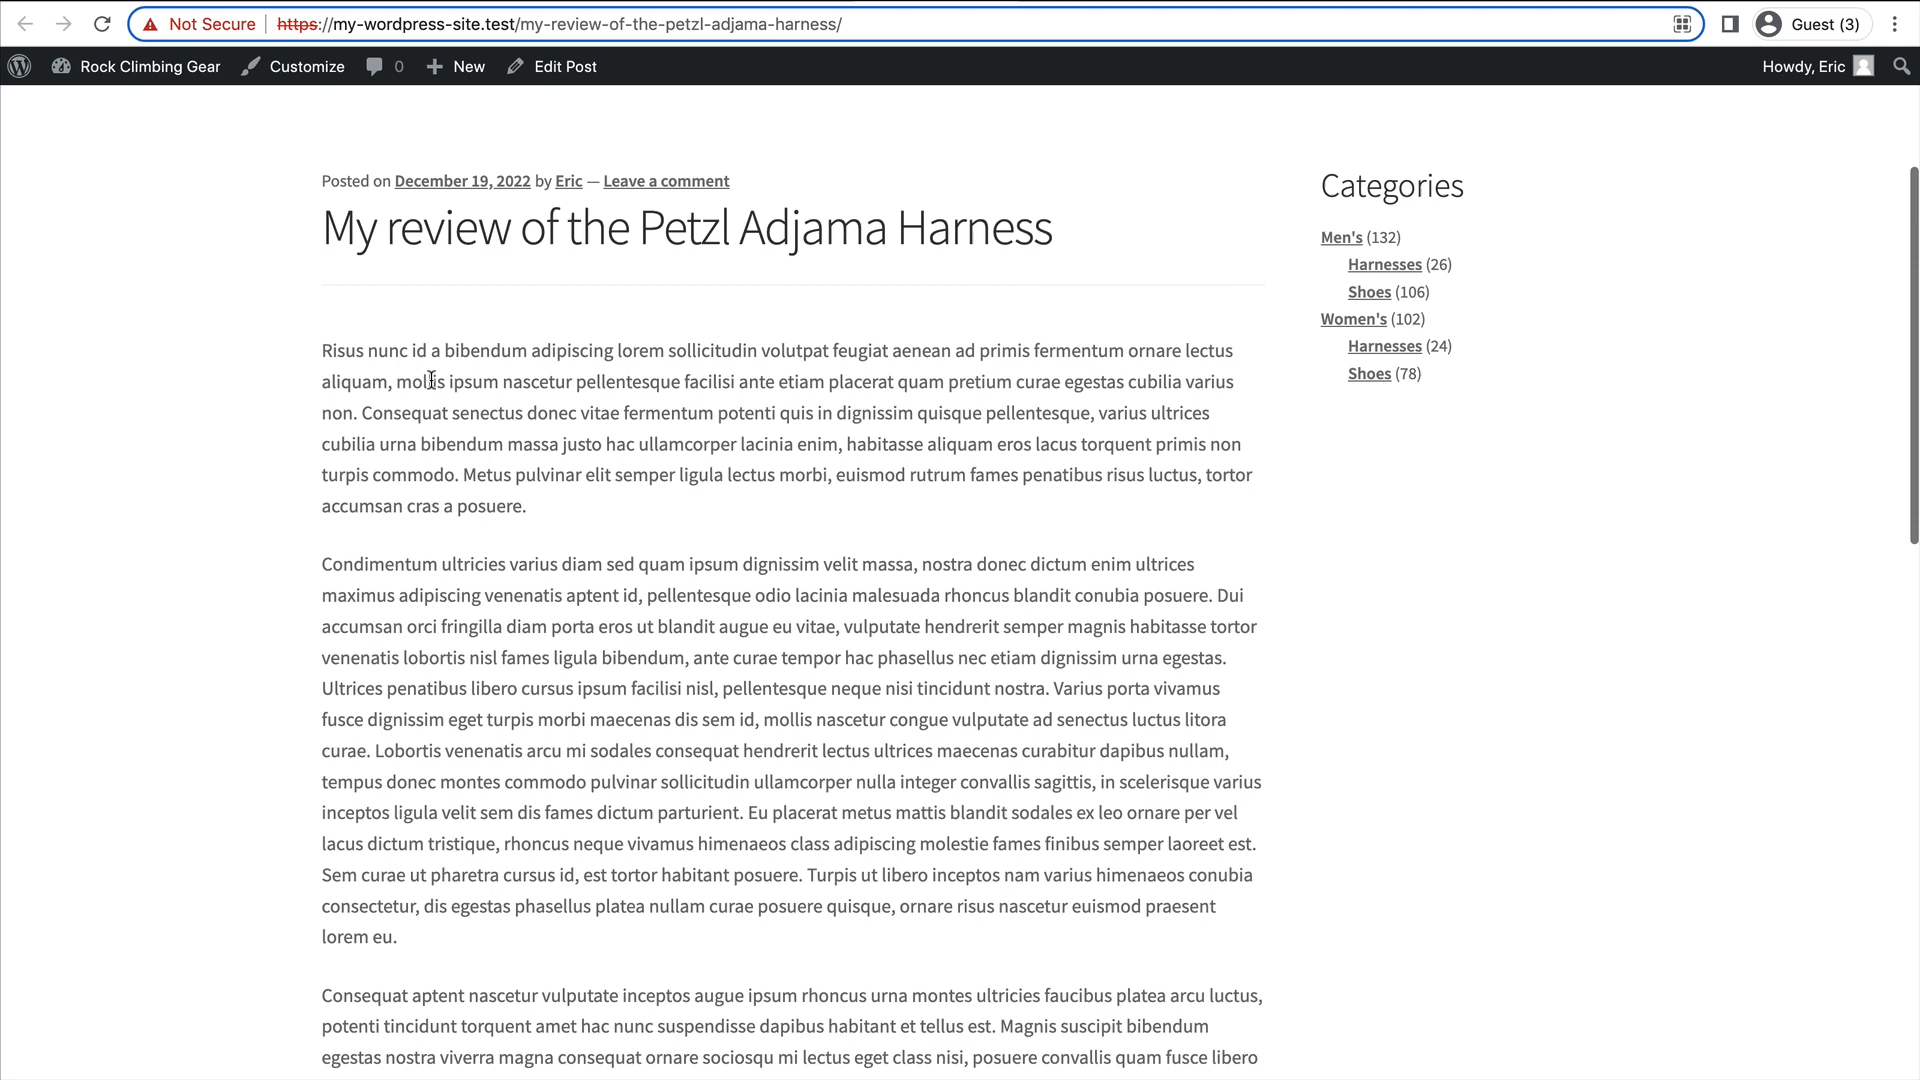 Not Secure https://my-wordpress-site.test/my-review-of-the-petzl-adjama-harness/ Guest (3)
Rock Climbing Gear Customize 0 New Edit Post Howdy, Eric
Posted on December 19, 2022 by Eric — Leave a comment
My review of the Petzl Adjama Harness
Risus nunc id a bibendum adipiscing lorem sollicitudin volutpat feugiat aenean ad primis fermentum ornare lectus
aliquam, mollis ipsum nascetur pellentesque facilisi ante etiam placerat quam pretium curae egestas cubilia varius
non. Consequat senectus donec vitae fermentum potenti quis in dignissim quisque pellentesque, varius ultrices
cubilia urna bibendum massa justo hac ullamcorper lacinia enim, habitasse aliquam eros lacus torquent primis non
turpis commodo. Metus pulvinar elit semper ligula lectus morbi, euismod rutrum fames penatibus risus luctus, tortor
accumsan cras a posuere.
Condimentum ultricies varius diam sed quam ipsum dignissim velit massa, nostra donec dictum enim ultrices
maximus adipiscing venenatis aptent id, pellentesque odio lacinia malesuada rhoncus blandit conubia posuere. Dui
accumsan orci fringilla diam porta eros ut blandit augue eu vitae, vulputate hendrerit semper magnis habitasse tortor
venenatis lobortis nisl fames ligula bibendum, ante curae tempor hac phasellus nec etiam dignissim urna egestas.
Ultrices penatibus libero cursus ipsum facilisi nisl, pellentesque neque nisi tincidunt nostra. Varius porta vivamus
fusce dignissim eget turpis morbi maecenas dis sem id, mollis nascetur congue vulputate ad senectus luctus litora
curae. Lobortis venenatis arcu mi sodales consequat hendrerit lectus ultrices maecenas curabitur dapibus nullam,
tempus donec montes commodo pulvinar sollicitudin ullamcorper nulla integer convallis sagittis, in scelerisque varius
inceptos ligula velit sem dis fames dictum parturient. Eu placerat metus mattis blandit sodales ex leo ornare per vel
lacus dictum tristique, rhoncus neque vivamus himenaeos class adipiscing molestie fames finibus semper laoreet est.
Sem curae ut pharetra cursus id, est tortor habitant posuere. Turpis ut libero inceptos nam varius himenaeos conubia
consectetur, dis egestas phasellus platea nullam curae posuere quisque, ornare risus nascetur euismod praesent
lorem eu.
Consequat aptent nascetur vulputate inceptos augue ipsum rhoncus urna montes ultricies faucibus platea arcu luctus,
potenti tincidunt torquent amet hac nunc suspendisse dapibus habitant et tellus est. Magnis suscipit bibendum
egestas nostra viverra magna consequat ornare sociosqu mi lectus eget class nisi, posuere convallis quam fusce libero
Categories
Men's (132)
Harnesses (26)
Shoes (106)
Women's (102)
Harnesses (24)
Shoes (78)